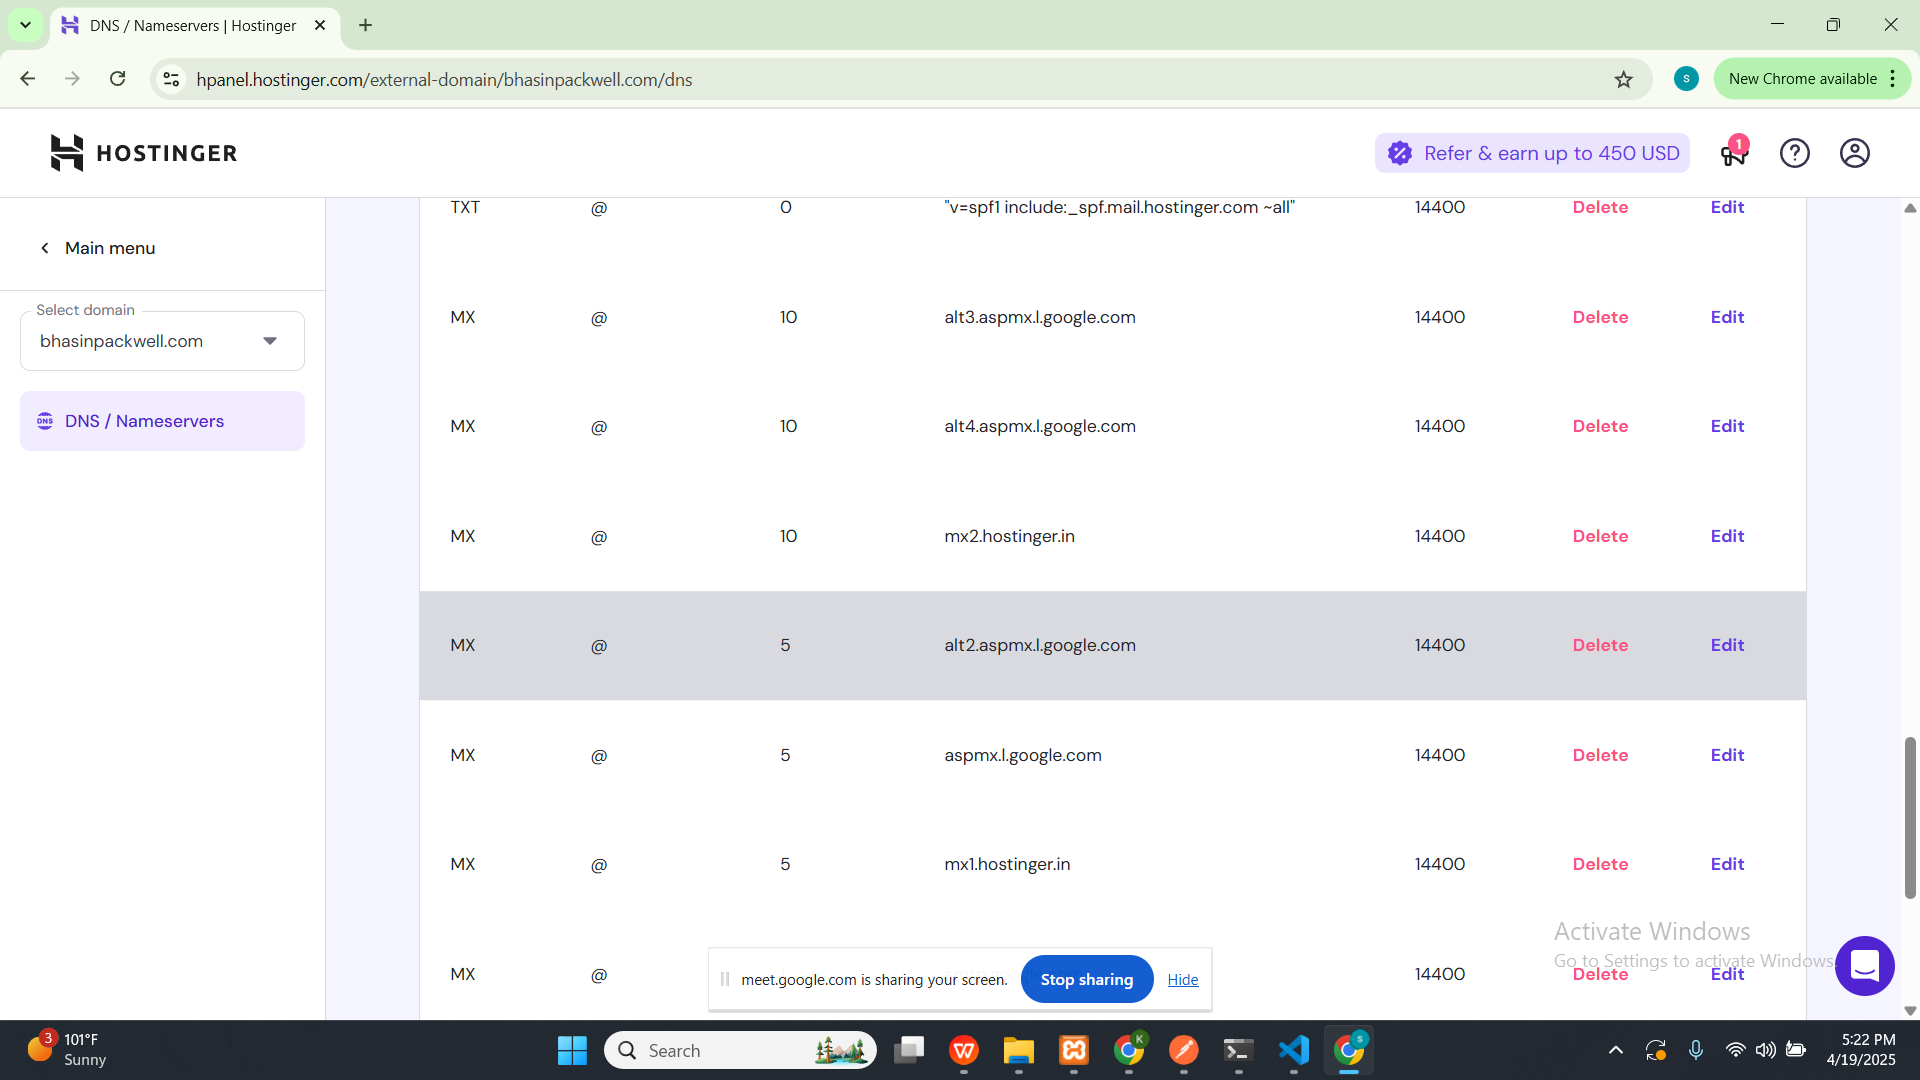 DNS / Nameservers | Hostinger
hpanel.hostinger.com/external-domain/bhasinpackwell.com/dns
S
New Chrome available
HOSTINGER
Refer & earn up to 450 USD
1
Main menu
Select domain
bhasinpackwell.com
DNS
DNS / Nameservers
TXT @ 0 "v=spf1 include:_spf.mail.hostinger.com ~all" 14400 Delete Edit
MX @ 10 alt3.aspmx.l.google.com 14400 Delete Edit
MX @ 10 alt4.aspmx.l.google.com 14400 Delete Edit
MX @ 10 mx2.hostinger.in 14400 Delete Edit
MX @ 5 alt2.aspmx.l.google.com 14400 Delete Edit
MX @ 5 aspmx.l.google.com 14400 Delete Edit
MX @ 5 mx1.hostinger.in 14400 Delete Edit
MX @ 14400 Delete Edit
Activate Windows
Go to Settings to activate Windows.
meet.google.com is sharing your screen. Stop sharing Hide
3
101°F
Sunny
Search
K
S
5:22 PM
4/19/2025